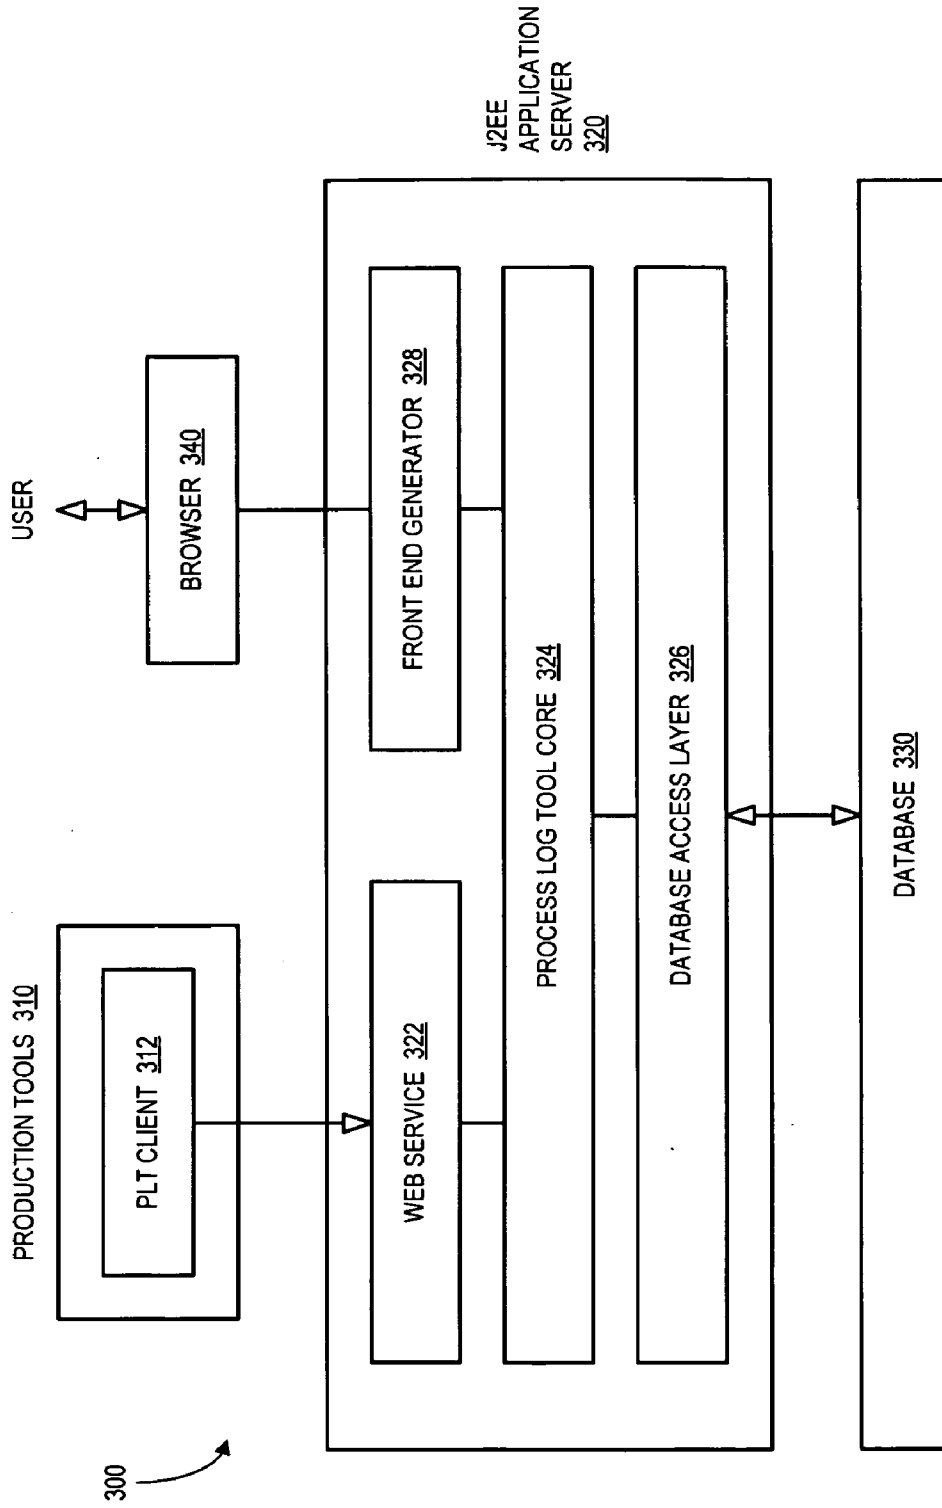 300
PRODUCTION TOOLS 310
PLT CLIENT 312
USER
BROWSER 340
J2EE
APPLICATION
SERVER
320
WEB SERVICE 322
FRONT END GENERATOR 328
PROCESS LOG TOOL CORE 324
DATABASE ACCESS LAYER 326
DATABASE 330